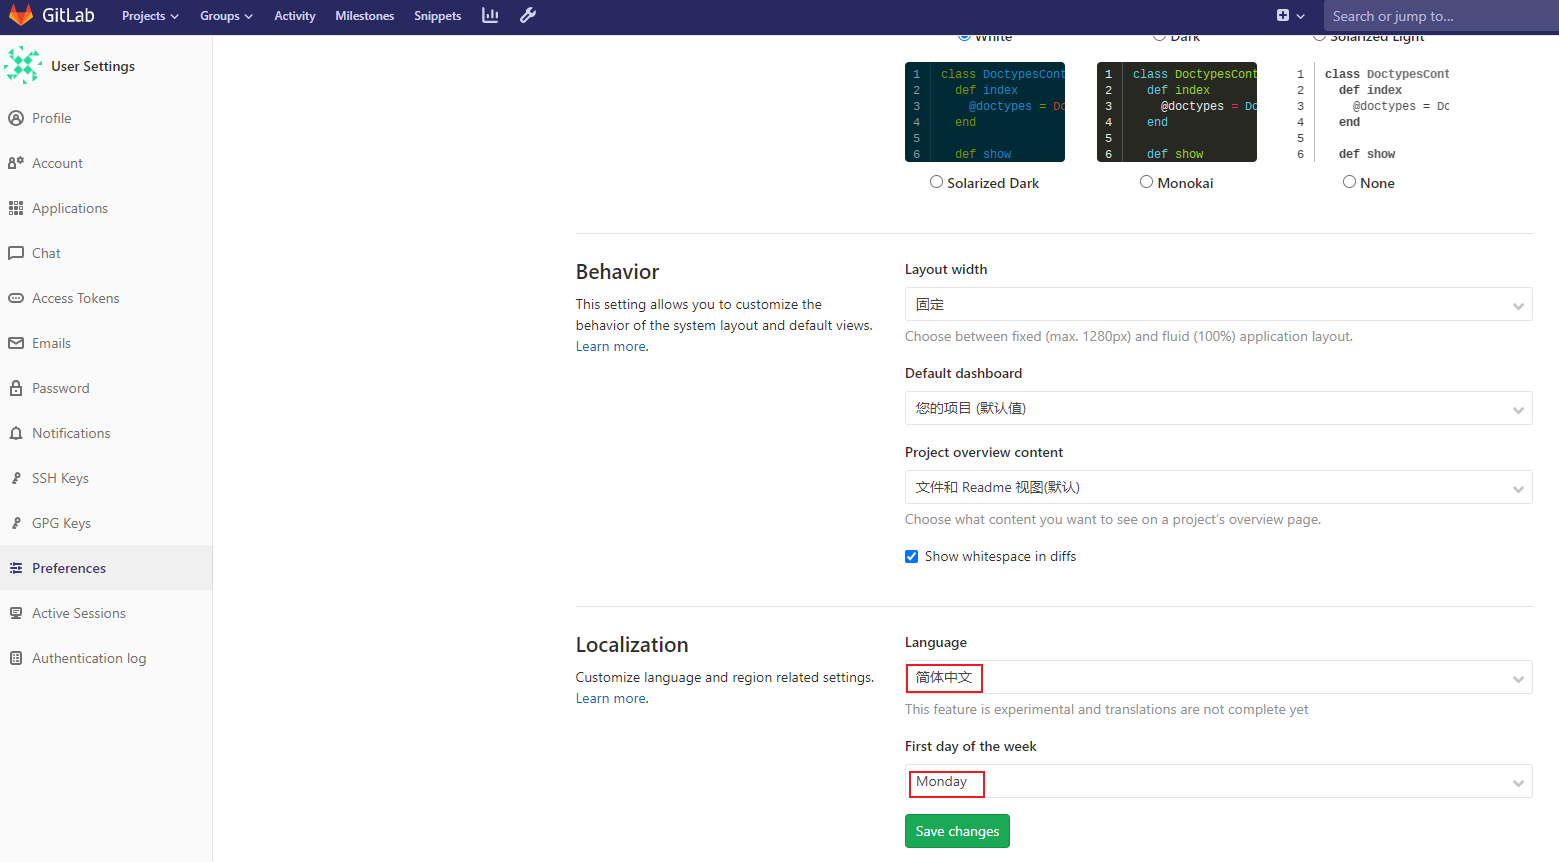 GitLab
Projects
Groups
Activity
Milestones
Snippets
Search or jump to...
User Settings
Profile
Account
Applications
Chat
Access Tokens
Emails
Password
Notifications
SSH Keys
GPG Keys
Preferences
Active Sessions
Authentication log
White
Dark
Solarized Light
1 class DoctypesCont
2 def index
3 @doctypes = Do
4 end
5
6 def show
Solarized Dark
1 class DoctypesCont
2 def index
3 @doctypes = Do
4 end
5
6 def show
Monokai
1 class DoctypesCont
2 def index
3 @doctypes = Do
4 end
5
6 def show
None
Behavior
This setting allows you to customize the
behavior of the system layout and default views.
Learn more.
Layout width
固定
Choose between fixed (max. 1280px) and fluid (100%) application layout.
Default dashboard
您的项目 (默认值)
Project overview content
文件和 Readme 视图(默认)
Choose what content you want to see on a project's overview page.
Show whitespace in diffs
Localization
Customize language and region related settings.
Learn more.
Language
简体中文
This feature is experimental and translations are not complete yet
First day of the week
Monday
Save changes